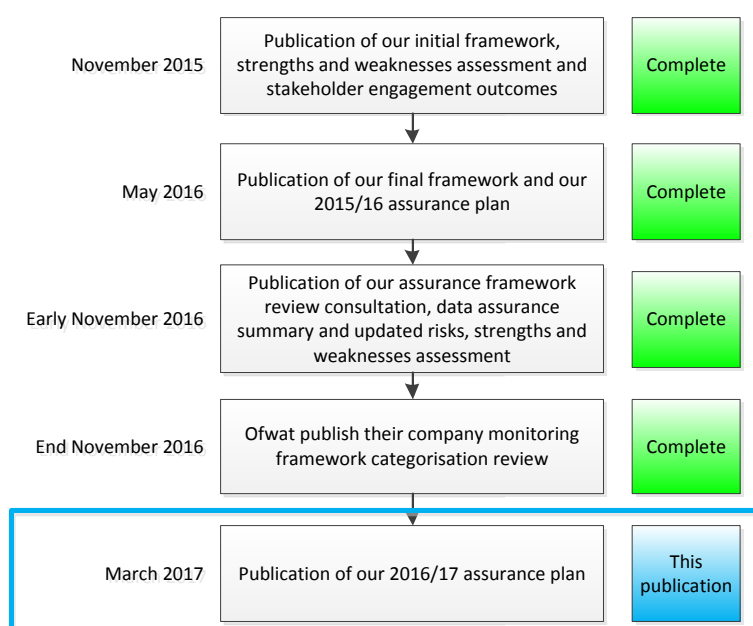 November 2015
Publication of our initial framework,
strengths and weaknesses assessment and
stakeholder engagement outcomes
Complete
May 2016
Publication of our final framework and our
2015/16 assurance plan
Complete
Early November 2016
Publication of our assurance framework
review consultation, data assurance
summary and updated risks, strengths and
weaknesses assessment
Complete
End November 2016
Ofwat publish their company monitoring
framework categorisation review
Complete
March 2017
Publication of our 2016/17 assurance plan
This
publication